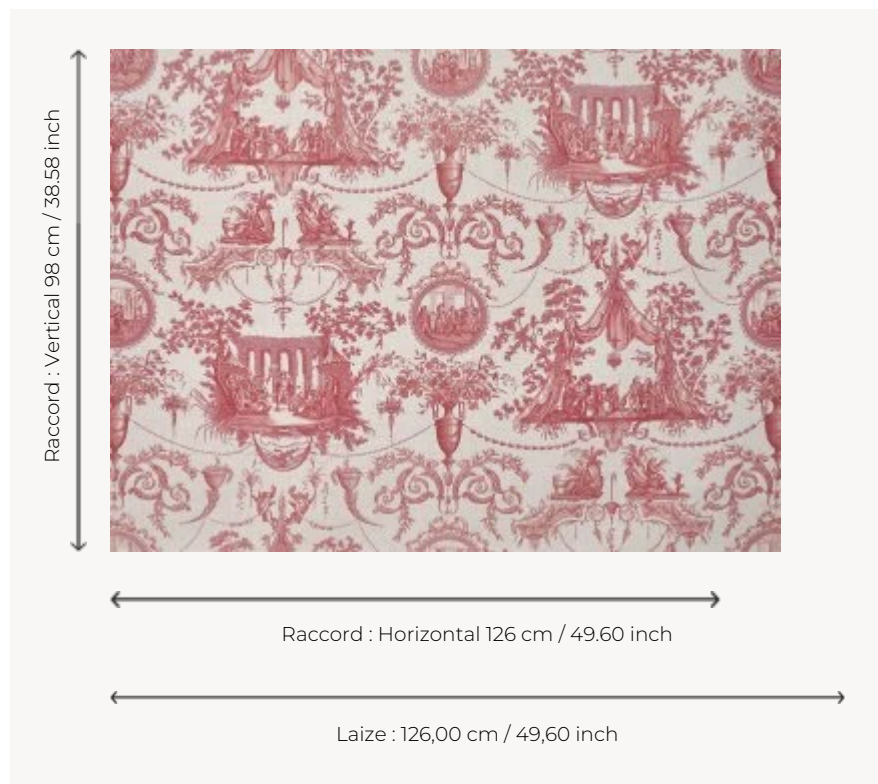 Raccord : Vertical 98 cm / 38.58 inch
Raccord : Horizontal 126 cm / 49.60 inch
Laize : 126,00 cm / 49,60 inch